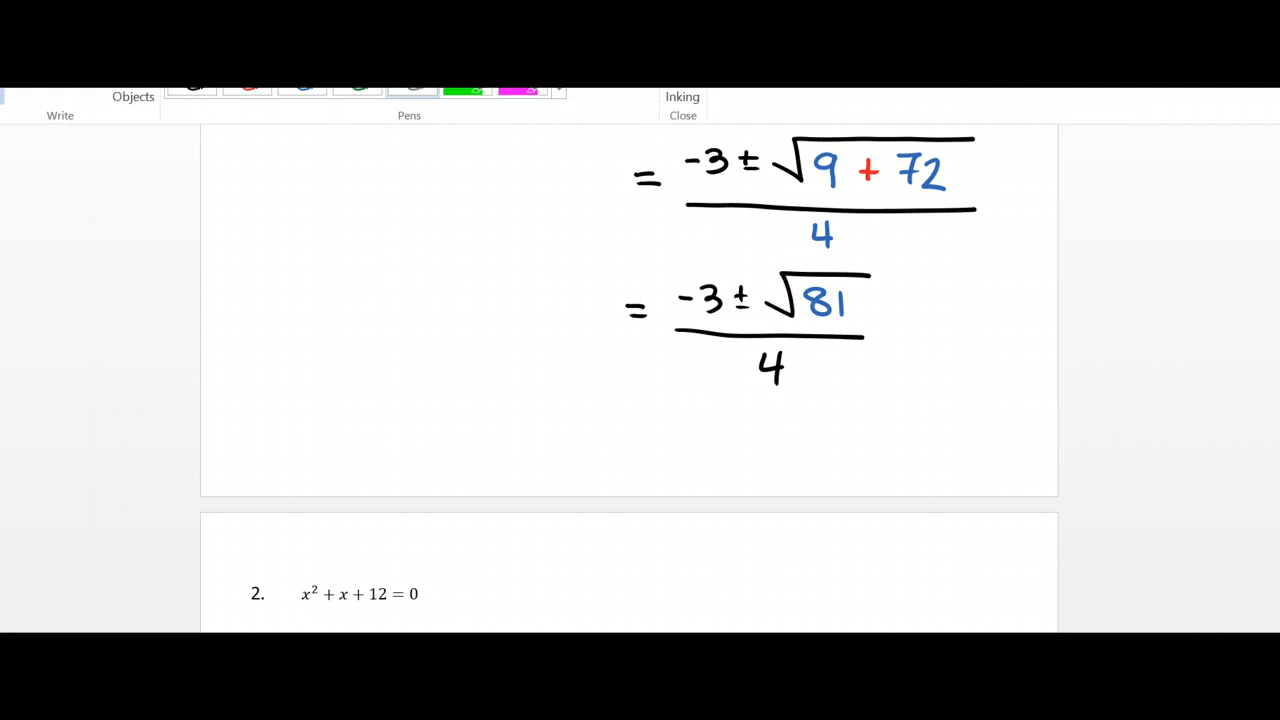 Objects
Inking
Write
Pens
Close
= (-3 ± √(9 + 72)) / 4
= (-3 ± √81) / 4
2. x² + x + 12 = 0